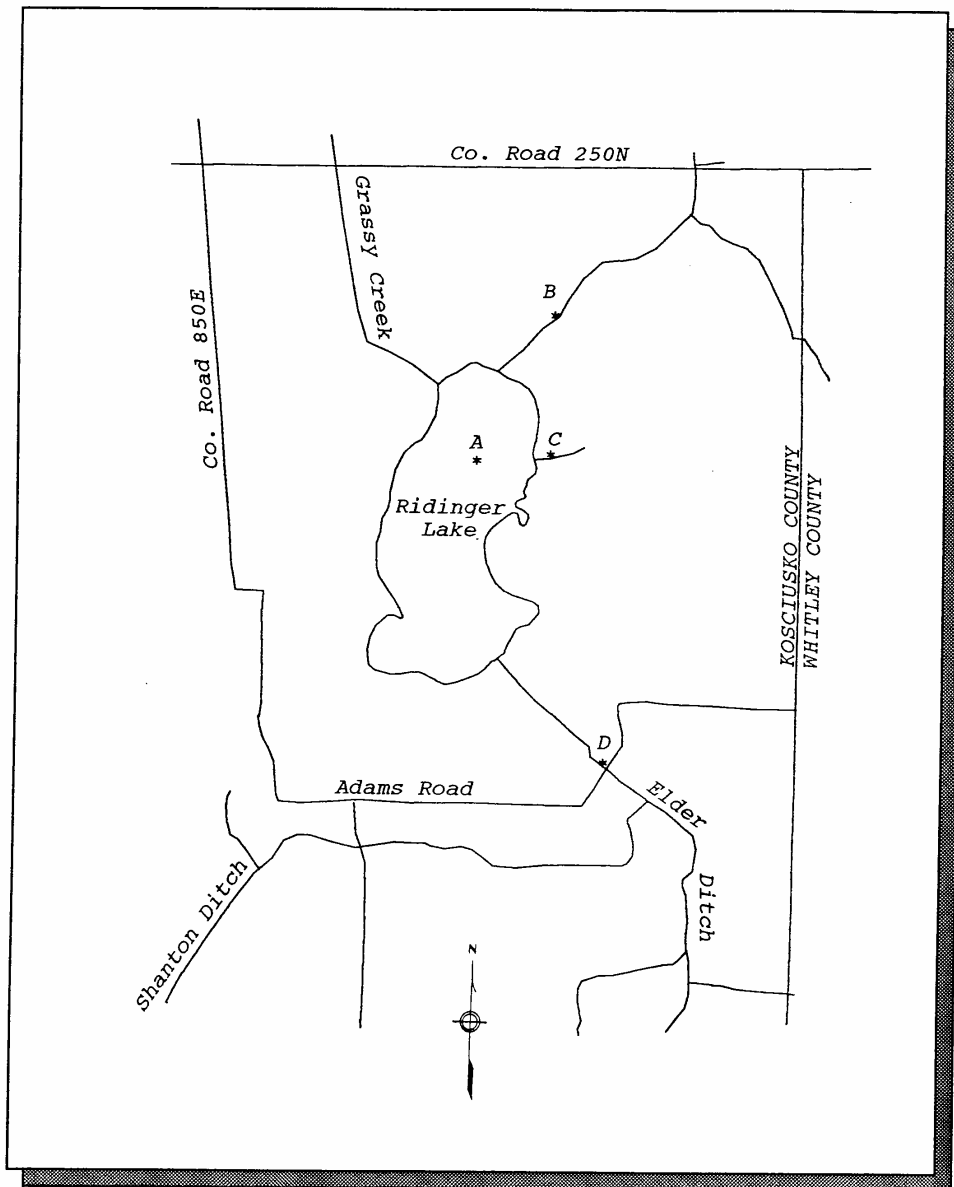 Co. Road 250N
Grassy Creek
B
Co. Road 850E
A
C
Ridinger
Lake
KOSCIUSKO COUNTY
WHITLEY COUNTY
D
Adams Road
Elder
Ditch
Shanton Ditch
N